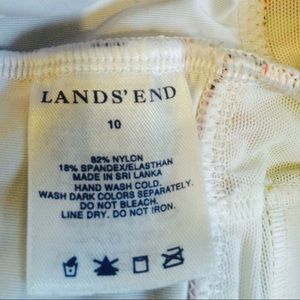 LANDS' END
10
82% NYLON
18% SPANDEX/ELASTHAN
MADE IN SRI LANKA
HAND WASH COLD.
WASH DARK COLORS SEPARATELY.
DO NOT BLEACH.
LINE DRY. DO NOT IRON.